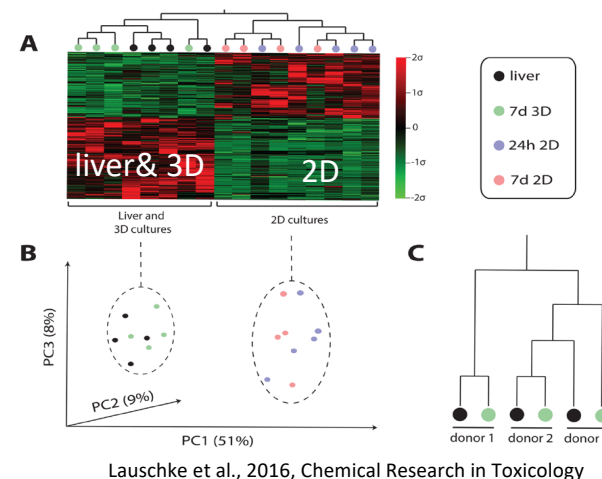 A
2σ
1σ
0
-1σ
-2σ
liver& 3D
2D
Liver and
3D cultures
2D cultures
liver
7d 3D
24h 2D
7d 2D
B
PC3 (8%)
PC2 (9%)
PC1 (51%)
C
donor 1
donor 2
donor
Lauschke et al., 2016, Chemical Research in Toxicology